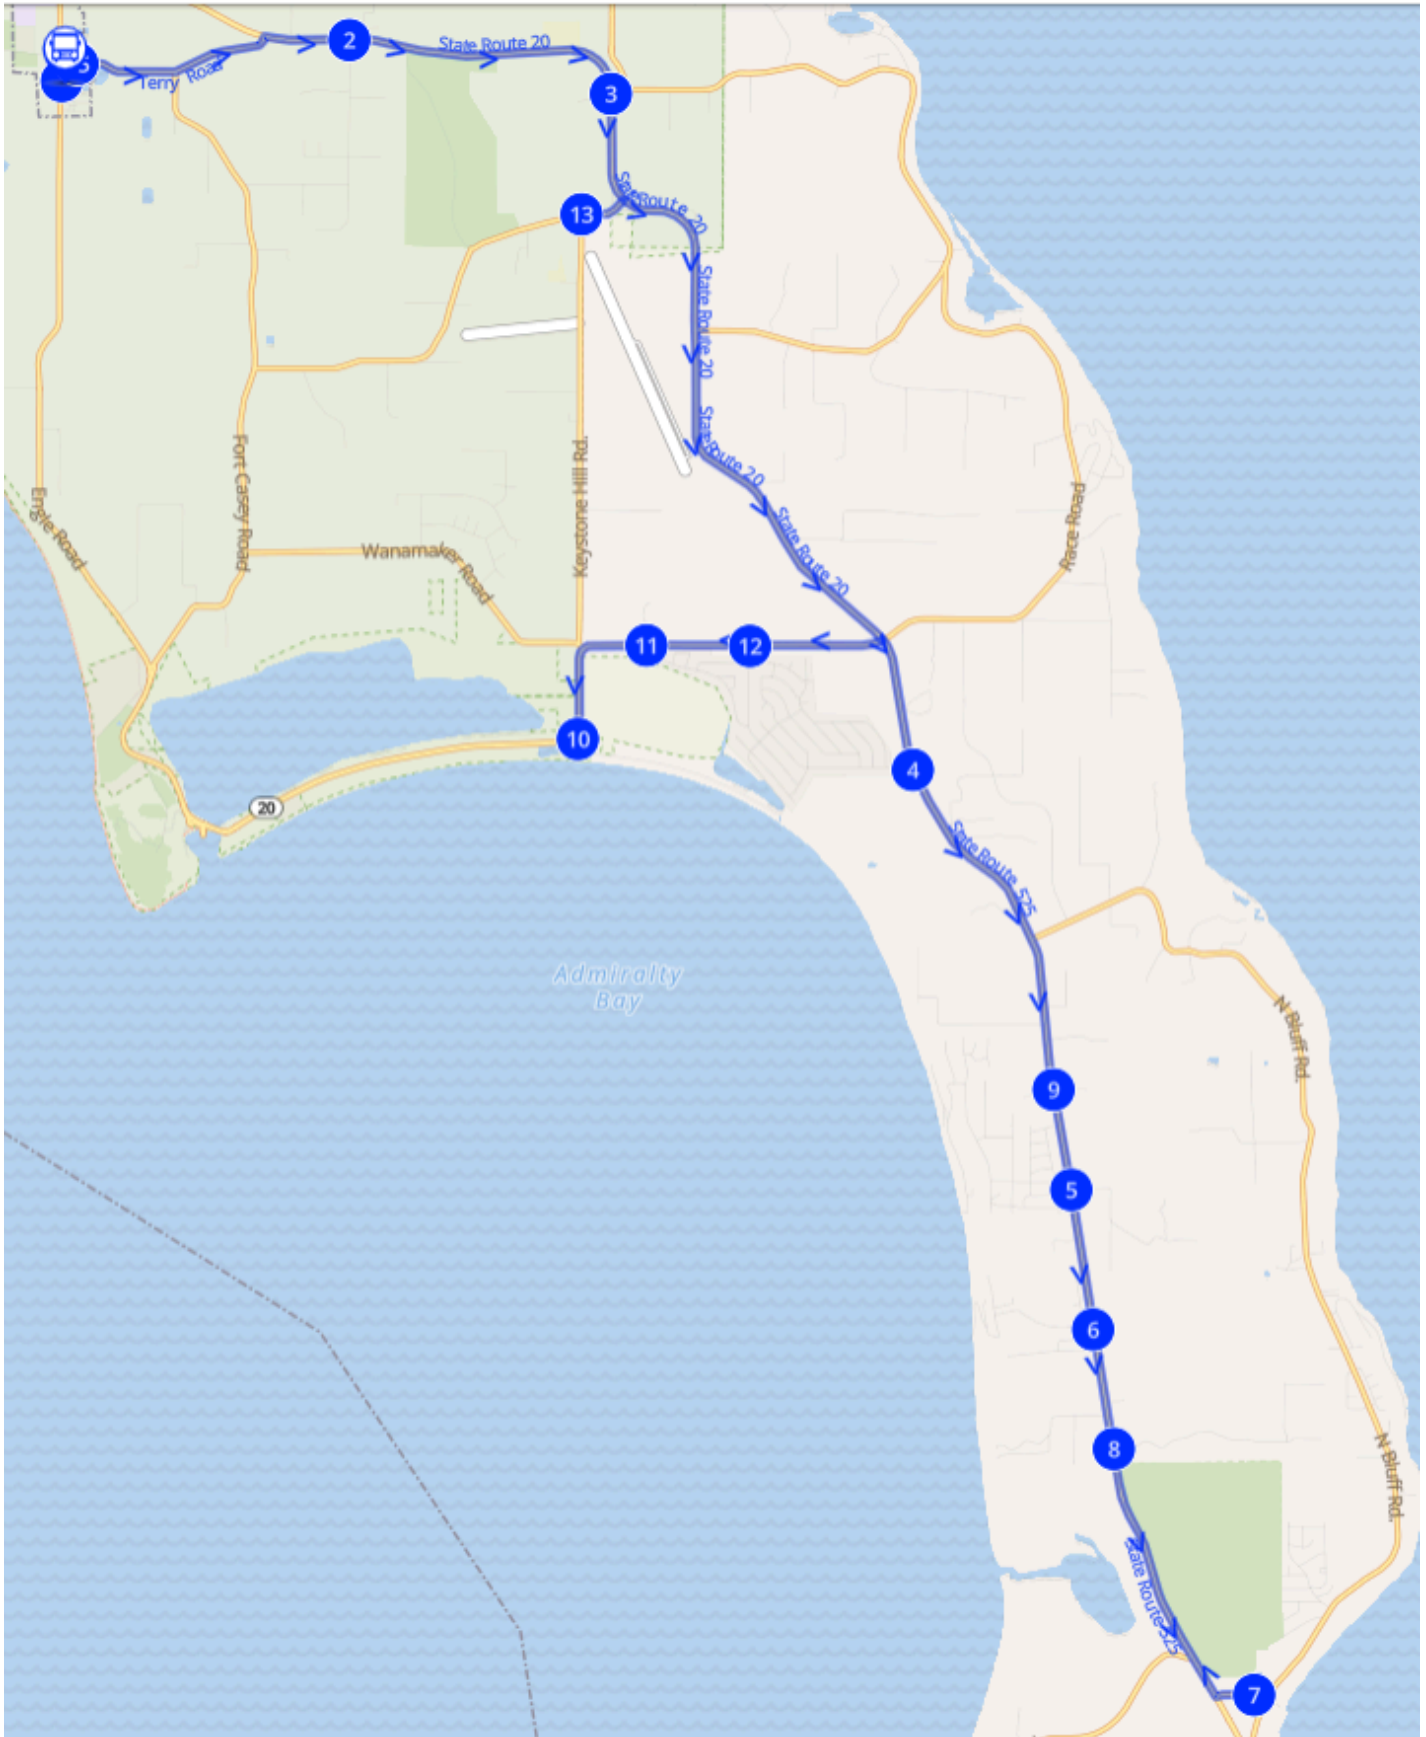 2
State Route 20
5
Terry Road
3
State Route 20
13
State Route 20
State Route 20
State Route 20
Fort Casey Road
Keystone Hill Rd.
Engle Road
Race Road
Wanamaker Road
11
12
10
4
20
State Route 525
Admiralty
Bay
N Bluff Rd.
9
5
6
8
N Bluff Rd.
State Route 525
7